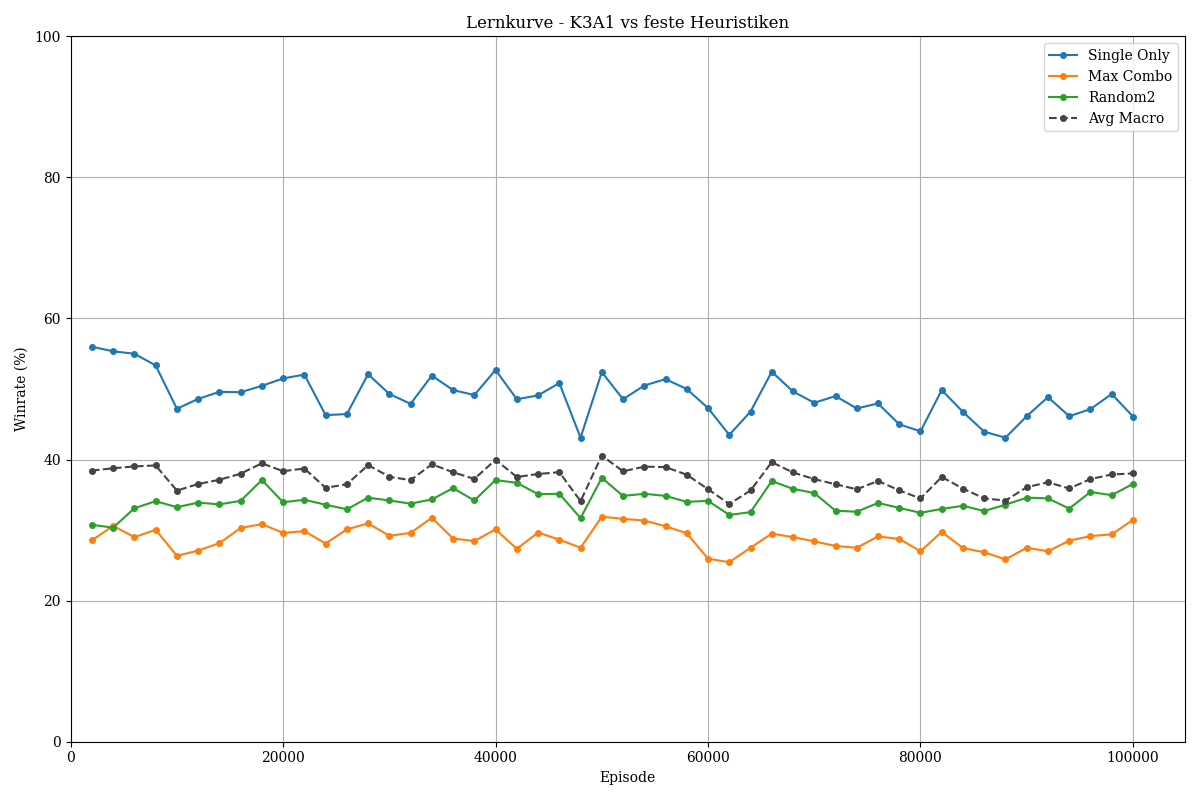 Lernkurve - K3A1 vs feste Heuristiken
Single Only
Max Combo
Random2
Avg Macro
Winrate (%)
100
80
60
40
20
0
0 20000 40000 60000 80000 100000
Episode